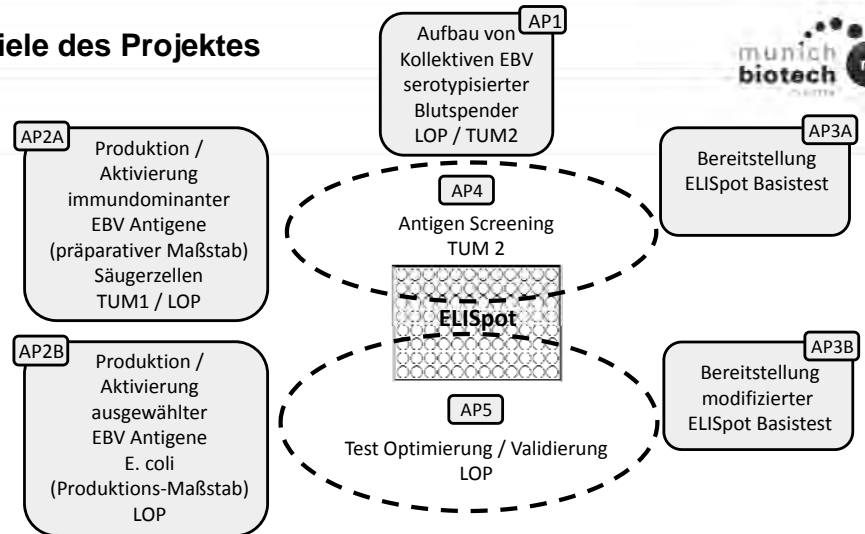 iele des Projektes
munich
biotech
AP1
Aufbau von
Kollektiven EBV
serotypisierter
Blutspender
LOP / TUM2
AP2A
Produktion /
Aktivierung
immundominanter
EBV Antigene
(präparativer Maßstab)
Säugerzellen
TUM1 / LOP
AP4
Antigen Screening
TUM 2
AP3A
Bereitstellung
ELISpot Basistest
ELISpot
AP2B
Produktion /
Aktivierung
ausgewählter
EBV Antigene
E. coli
(Produktions-Maßstab)
LOP
AP5
Test Optimierung / Validierung
LOP
AP3B
Bereitstellung
modifizierter
ELISpot Basistest